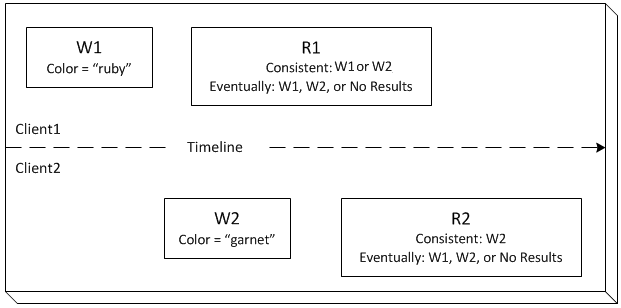 W1
Color = “ruby”
R1
Consistent: W1 or W2
Eventually: W1, W2, or No Results
Client1
Timeline
Client2
W2
Color = “garnet”
R2
Consistent: W2
Eventually: W1, W2, or No Results